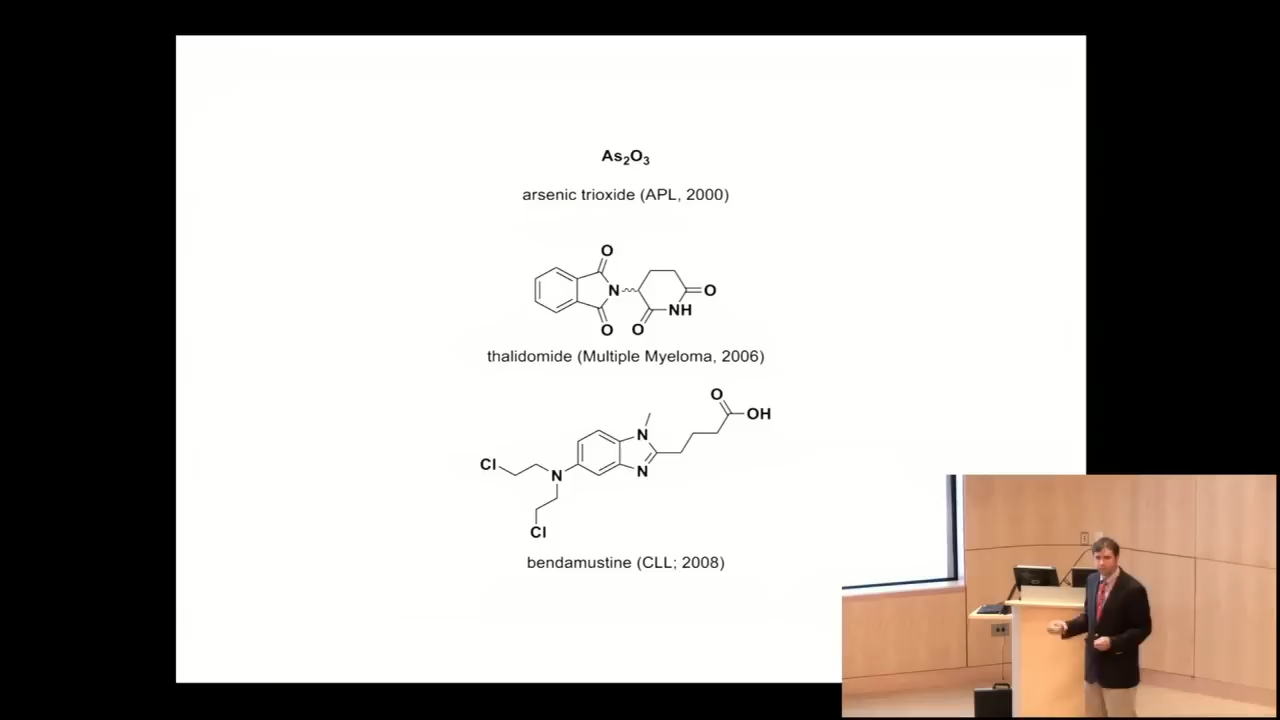 As₂O₃
arsenic trioxide (APL, 2000)
O
N
O
O
NH
O
thalidomide (Multiple Myeloma, 2006)
O
OH
N
N
Cl
N
Cl
bendamustine (CLL; 2008)